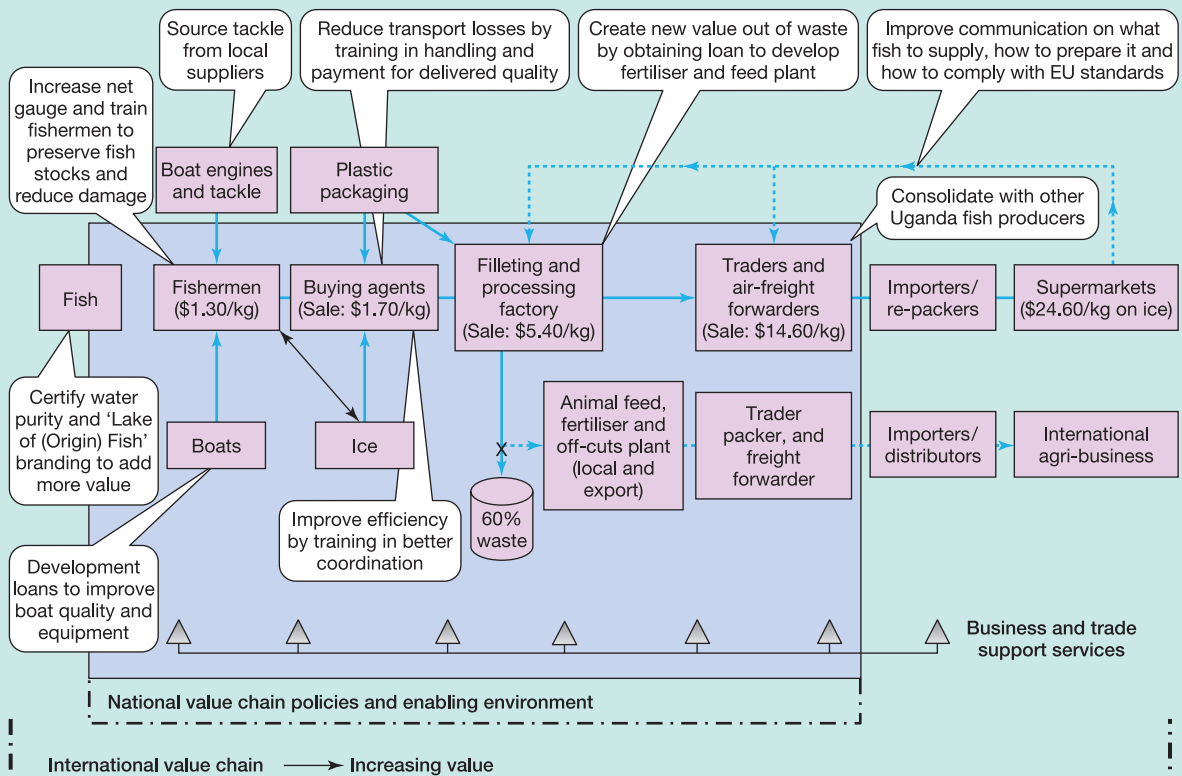 Source tackle
from local
suppliers
Reduce transport losses by
training in handling and
payment for delivered quality
Create new value out of waste
by obtaining loan to develop
fertiliser and feed plant
Improve communication on what
fish to supply, how to prepare it and
how to comply with EU standards
Increase net
gauge and train
fishermen to
preserve fish
stocks and
reduce damage
Boat engines
and tackle
Plastic
packaging
Consolidate with other
Uganda fish producers
Fish
Fishermen
($1.30/kg)
Buying agents
(Sale: $1.70/kg)
Filleting and
processing
factory
(Sale: $5.40/kg)
Traders and
air-freight
forwarders
(Sale: $14.60/kg)
Importers/
re-packers
Supermarkets
($24.60/kg on ice)
Certify water
purity and ‘Lake
of (Origin) Fish’
branding to add
more value
Boats
Ice
X
60%
waste
Animal feed,
fertiliser and
off-cuts plant
(local and
export)
Trader
packer, and
freight
forwarder
Importers/
distributors
International
agri-business
Improve efficiency
by training in better
coordination
Development
loans to improve
boat quality and
equipment
Business and trade
support services
National value chain policies and enabling environment
International value chain
Increasing value